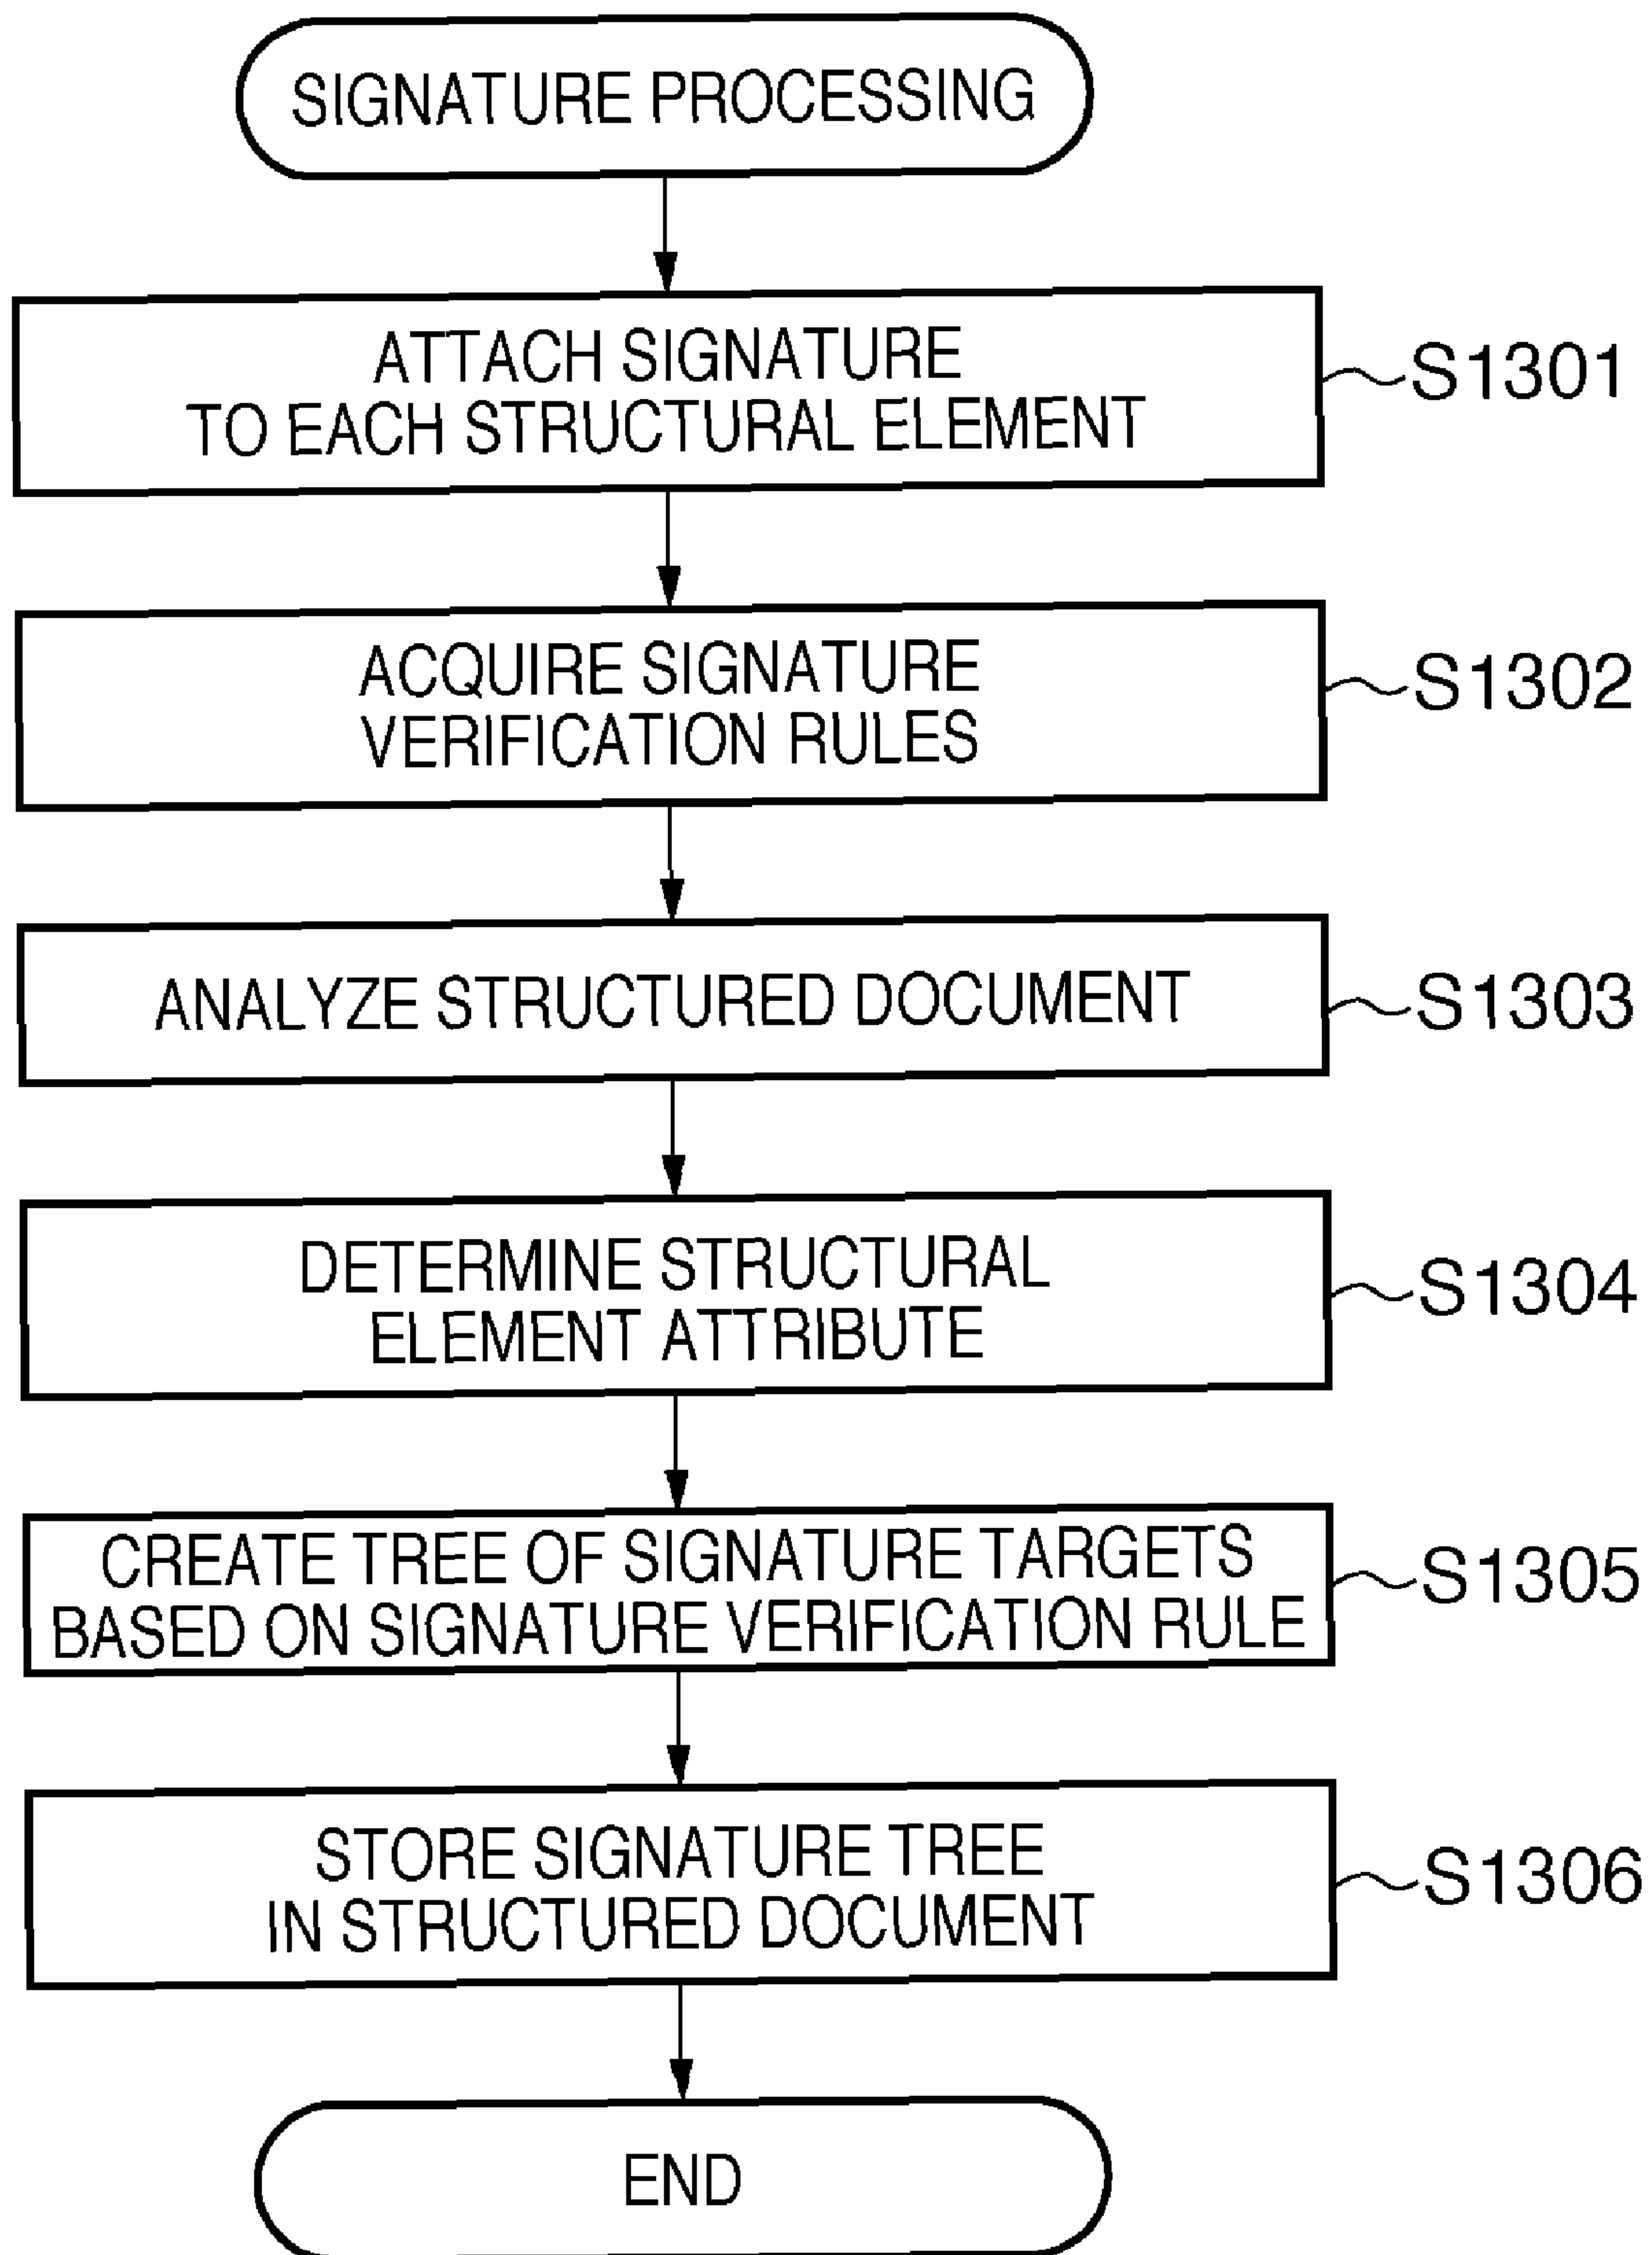 SIGNATURE PROCESSING
ATTACH SIGNATURE
TO EACH STRUCTURAL ELEMENT
S1301
ACQUIRE SIGNATURE
VERIFICATION RULES
S1302
ANALYZE STRUCTURED DOCUMENT
S1303
DETERMINE STRUCTURAL
ELEMENT ATTRIBUTE
S1304
CREATE TREE OF SIGNATURE TARGETS
BASED ON SIGNATURE VERIFICATION RULE
S1305
STORE SIGNATURE TREE
IN STRUCTURED DOCUMENT
S1306
END